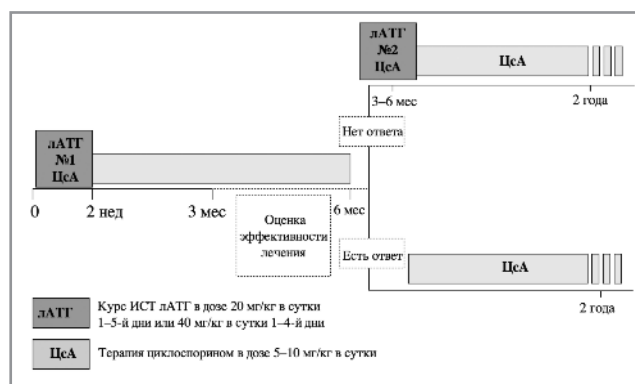 лАТГ
№2
ЦсА
ЦсА
3–6 мес
2 года
Нет ответа
лАТГ
№1
ЦсА
0
2 нед
3 мес
6 мес
Оценка
эффективности
лечения
Есть ответ
ЦсА
2 года
лАТГ
Курс ИСТ лАТГ в дозе 20 мг/кг в сутки
1–5-й дни или 40 мг/кг в сутки 1–4-й дни
ЦсА
Терапия циклоспорином в дозе 5–10 мг/кг в сутки